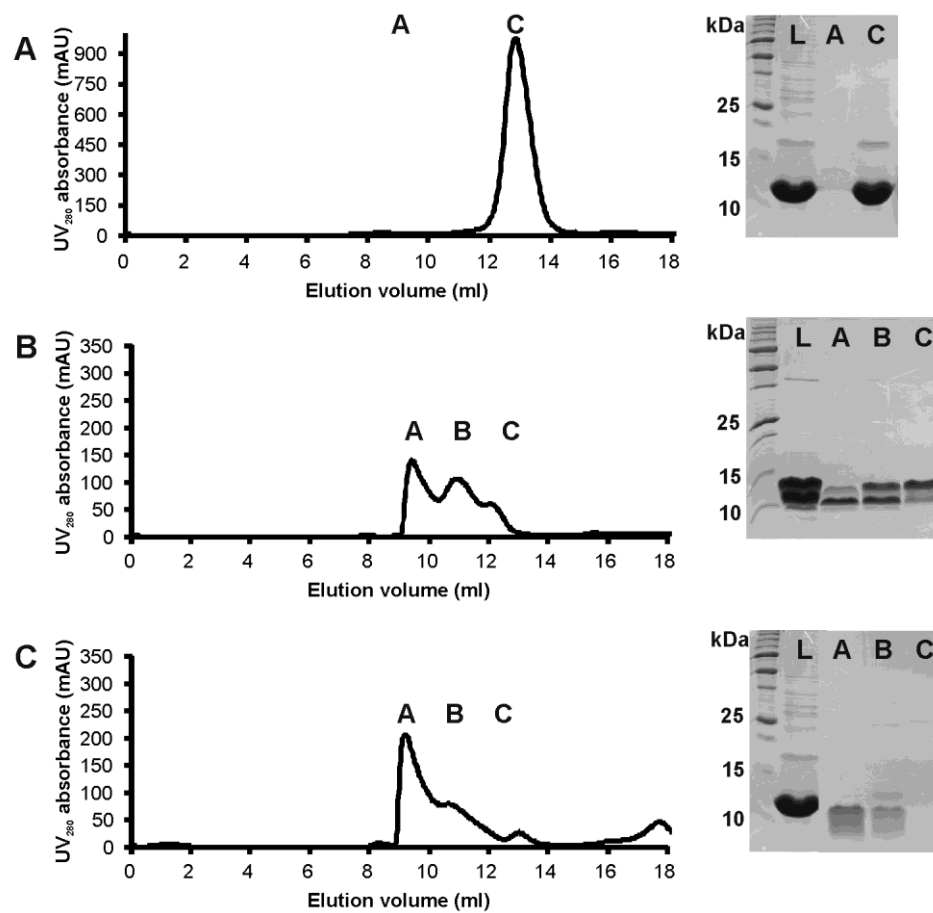 A
A C
UV280 absorbance (mAU)
900
750
600
450
300
150
0
0 2 4 6 8 10 12 14 16 18
Elution volume (ml)
kDa
L A C
25
15
10
B
A B C
UV280 absorbance (mAU)
350
300
250
200
150
100
50
0
0 2 4 6 8 10 12 14 16 18
Elution volume (ml)
kDa
L A B C
25
15
10
C
A B C
UV280 absorbance (mAU)
350
300
250
200
150
100
50
0
0 2 4 6 8 10 12 14 16 18
Elution volume (ml)
kDa
L A B C
25
15
10